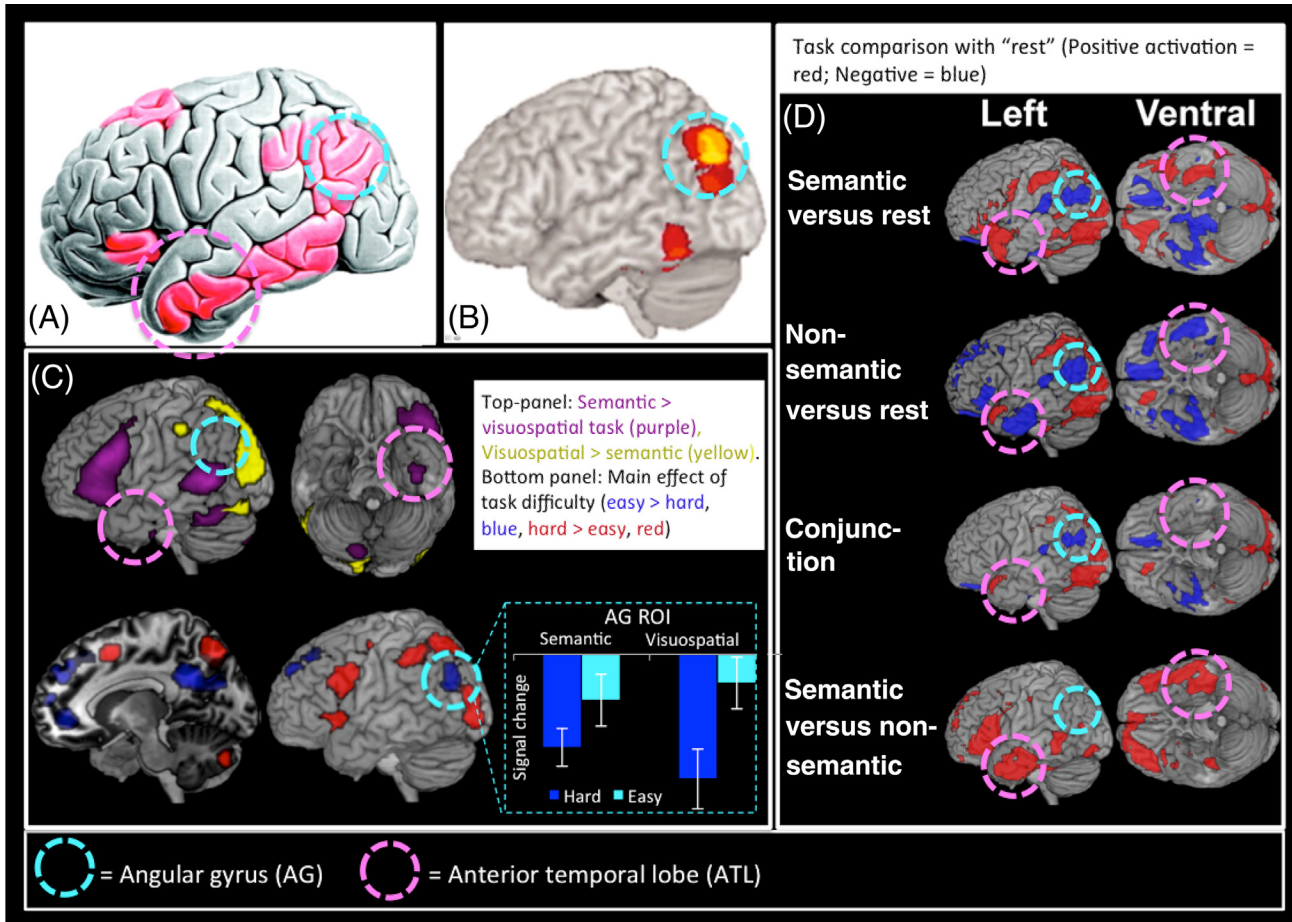 (A)
(B)
Task comparison with “rest” (Positive activation =
red; Negative = blue)
(D)
Left
Ventral
Semantic
versus rest
Non-
semantic
versus rest
Conjunc-
tion
Semantic
versus non-
semantic
(C)
Top-panel: Semantic >
visuospatial task (purple),
Visuospatial > semantic (yellow).
Bottom panel: Main effect of
task difficulty (easy > hard,
blue, hard > easy, red)
AG ROI
Semantic
Visuospatial
Signal change
Hard
Easy
= Angular gyrus (AG)
= Anterior temporal lobe (ATL)